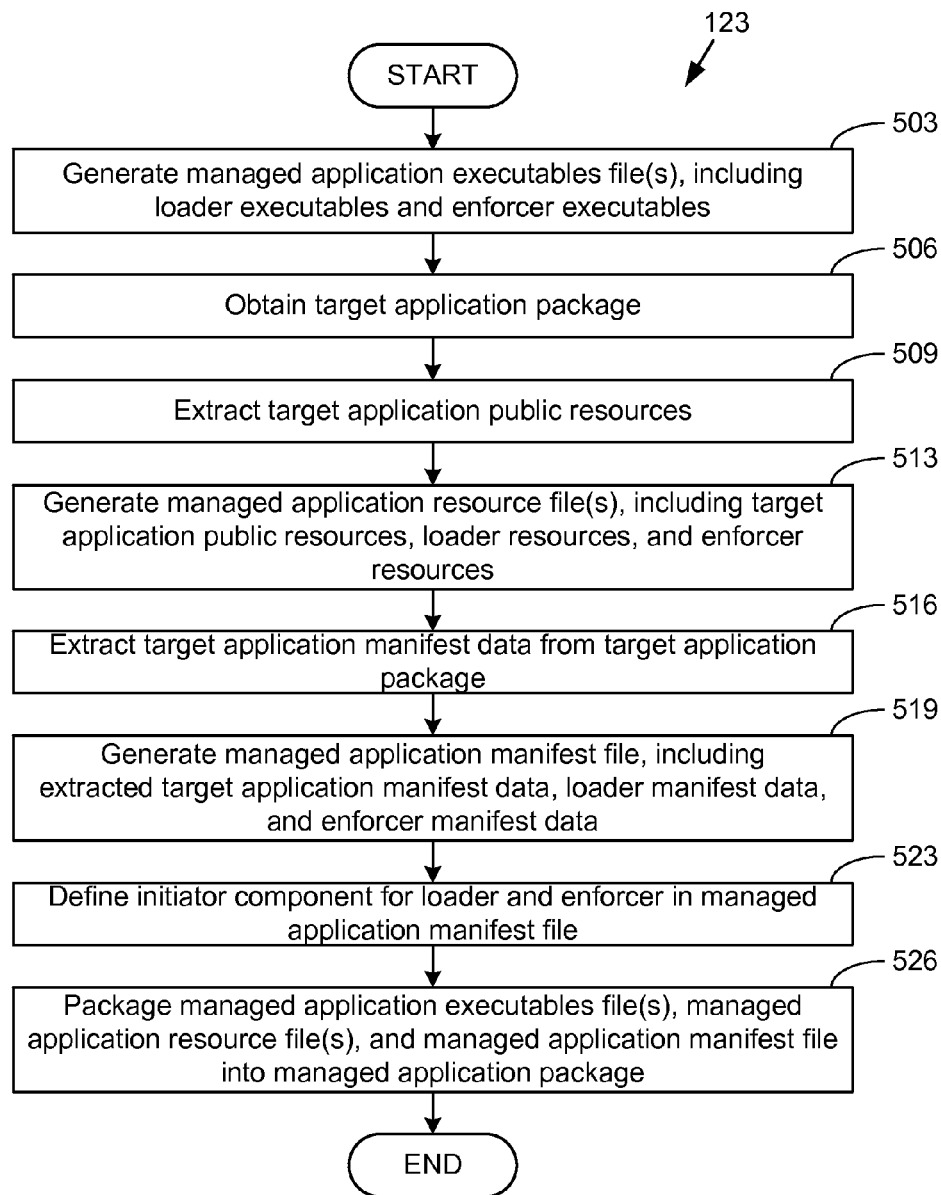 123
START
503
Generate managed application executables file(s), including
loader executables and enforcer executables
506
Obtain target application package
509
Extract target application public resources
513
Generate managed application resource file(s), including target
application public resources, loader resources, and enforcer
resources
516
Extract target application manifest data from target application
package
519
Generate managed application manifest file, including
extracted target application manifest data, loader manifest data,
and enforcer manifest data
523
Define initiator component for loader and enforcer in managed
application manifest file
526
Package managed application executables file(s), managed
application resource file(s), and managed application manifest file
into managed application package
END